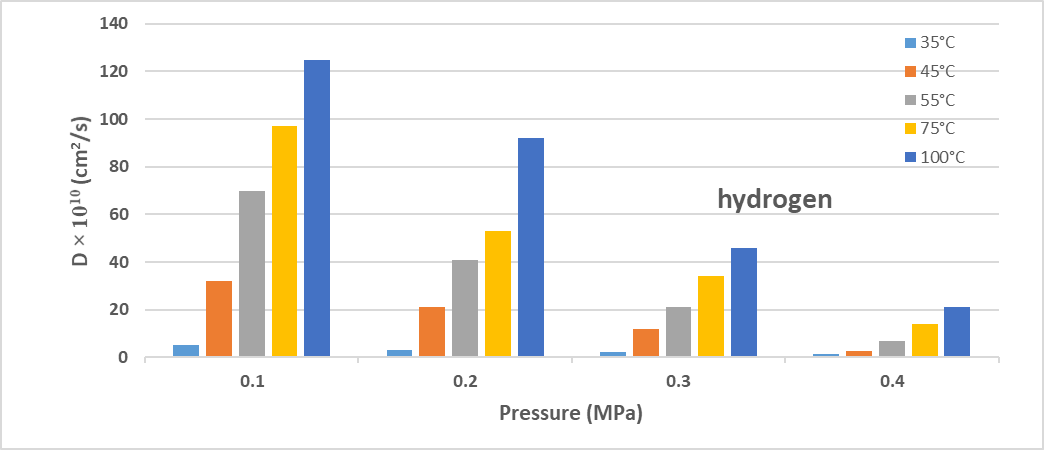 140
120
100
80
60
40
20
0
D × 10¹⁰ (cm²/s)
35°C
45°C
55°C
75°C
100°C
hydrogen
0.1 0.2 0.3 0.4
Pressure (MPa)